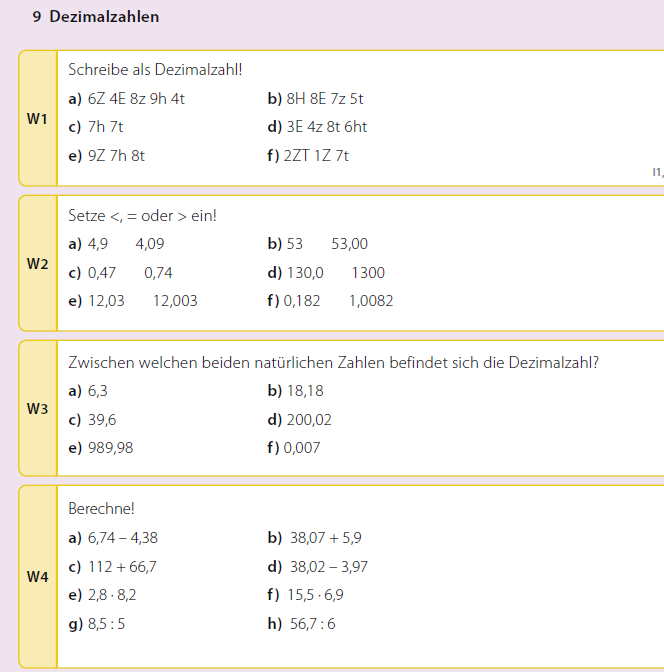 9 Dezimalzahlen
W1
Schreibe als Dezimalzahl!
a) 6Z 4E 8z 9h 4t b) 8H 8E 7z 5t
c) 7h 7t d) 3E 4z 8t 6ht
e) 9Z 7h 8t f) 2ZT 1Z 7t
I1,
W2
Setze <, = oder > ein!
a) 4,9 4,09 b) 53 53,00
c) 0,47 0,74 d) 130,0 1300
e) 12,03 12,003 f) 0,182 1,0082
W3
Zwischen welchen beiden natürlichen Zahlen befindet sich die Dezimalzahl?
a) 6,3 b) 18,18
c) 39,6 d) 200,02
e) 989,98 f) 0,007
W4
Berechne!
a) 6,74 – 4,38 b) 38,07 + 5,9
c) 112 + 66,7 d) 38,02 – 3,97
e) 2,8 · 8,2 f) 15,5 · 6,9
g) 8,5 : 5 h) 56,7 : 6